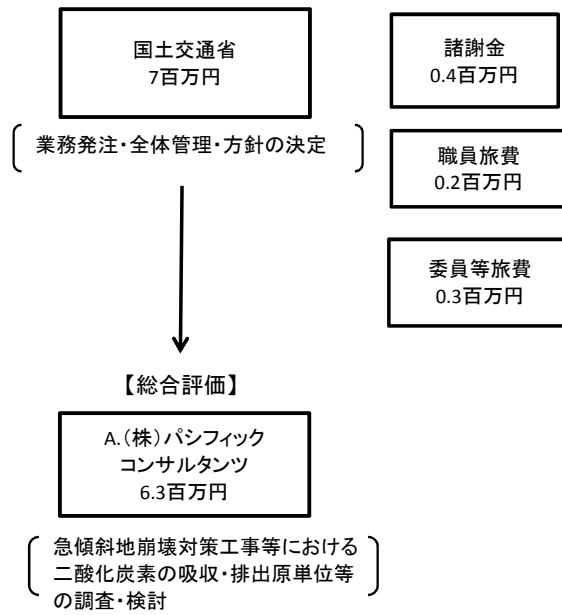 国土交通省
7百万円
業務発注・全体管理・方針の決定
諸謝金
0.4百万円
職員旅費
0.2百万円
委員等旅費
0.3百万円
【総合評価】
A.(株)パシフィック
コンサルタンツ
6.3百万円
急傾斜地崩壊対策工事等における
二酸化炭素の吸収・排出原単位等
の調査・検討